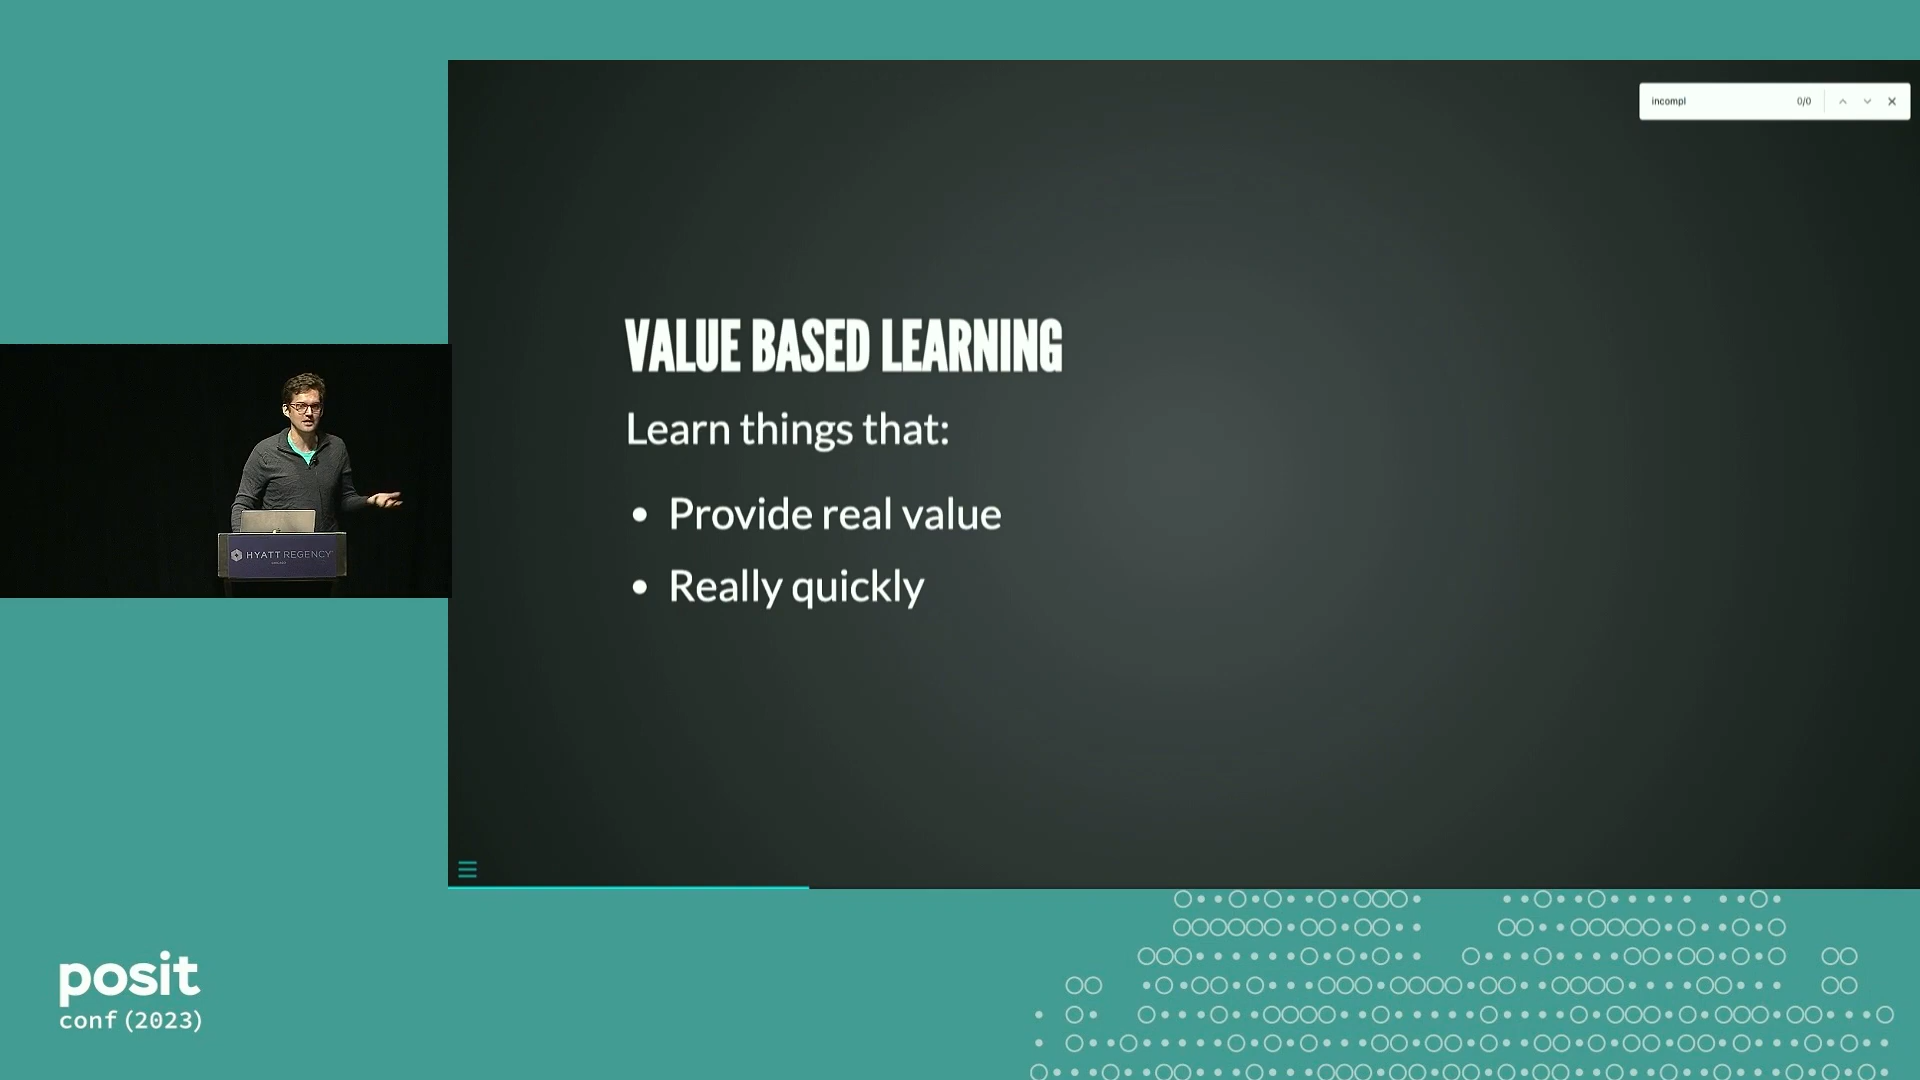 incompl 0/0
VALUE BASED LEARNING
Learn things that:
• Provide real value
• Really quickly
HYATT REGENCY
posit
conf (2023)